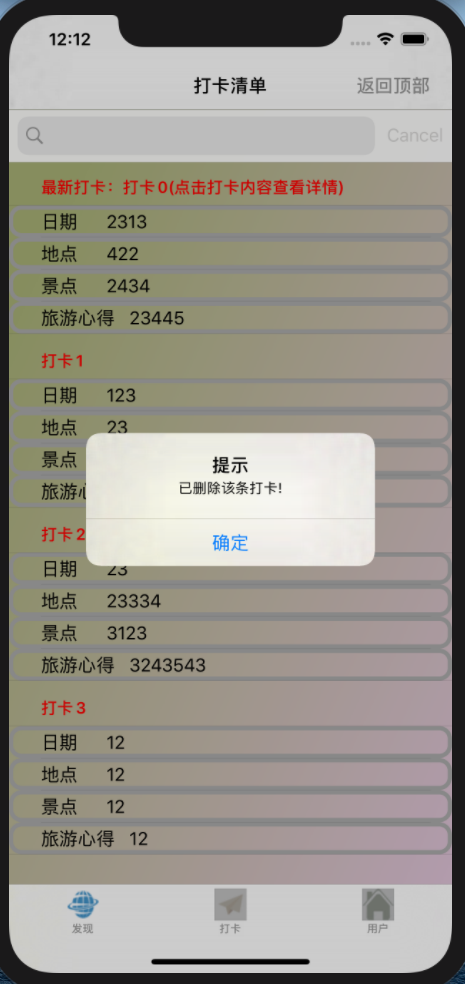 12:12
打卡清单 返回顶部
Cancel
最新打卡：打卡0(点击打卡内容查看详情)
日期 2313
地点 422
景点 2434
旅游心得 23445
打卡1
日期 123
地点 23
景点
旅游
打卡2
日期 23
地点 23334
景点 3123
旅游心得 3243543
打卡3
日期 12
地点 12
景点 12
旅游心得 12
提示
已删除该条打卡!
确定
发现 打卡 用户